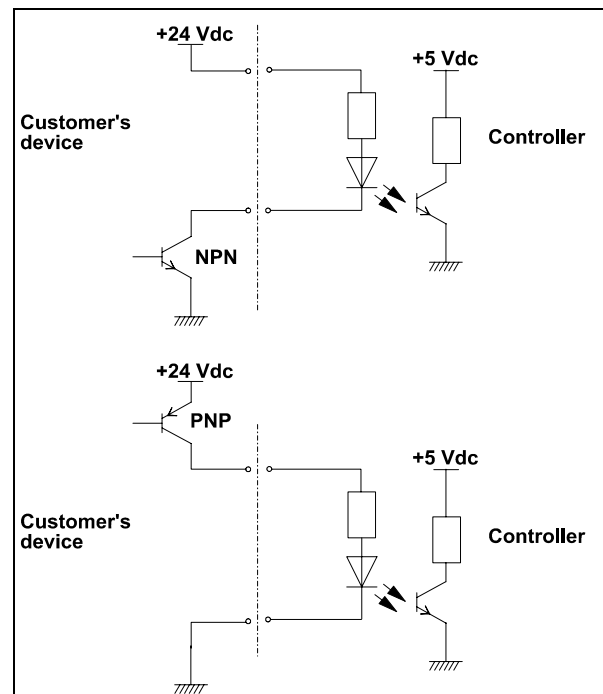 +24 Vdc
+5 Vdc
Customer's
device
Controller
NPN
+24 Vdc
PNP
+5 Vdc
Customer's
device
Controller